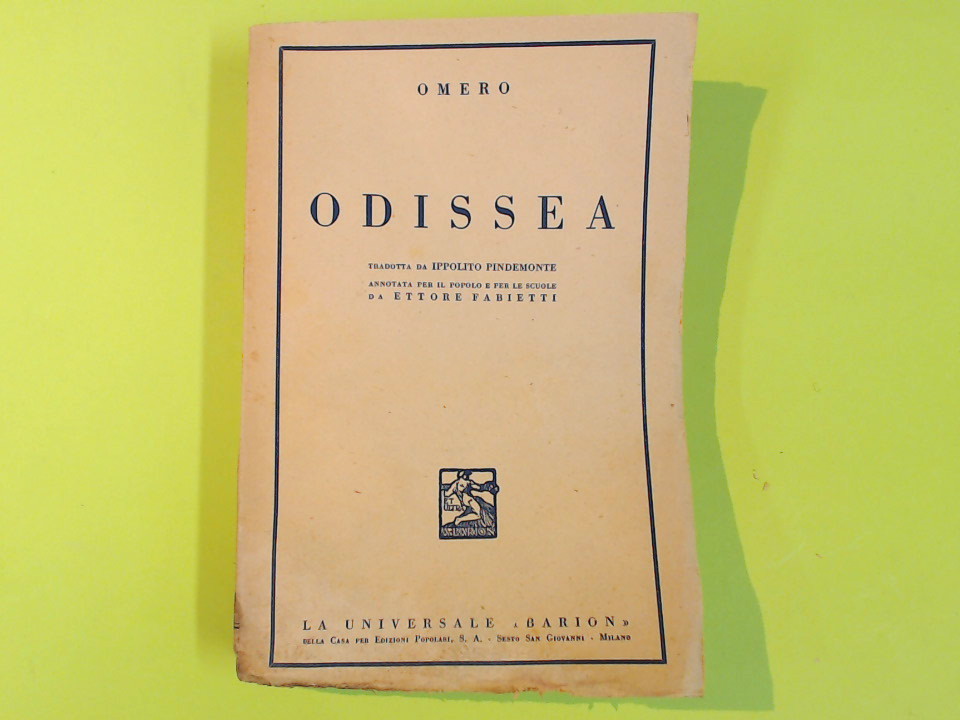 OMERO
ODISSEA
TRADOTTA DA IPPOLITO PINDEMONTE
ANNOTATA PER IL POPOLO E PER LE SCUOLE
DA ETTORE FABIETTI
LA UNIVERSALE «BARION»
DELLA CASA PER EDIZIONI POPOLARI, S. A. - SESTO SAN GIOVANNI - MILANO